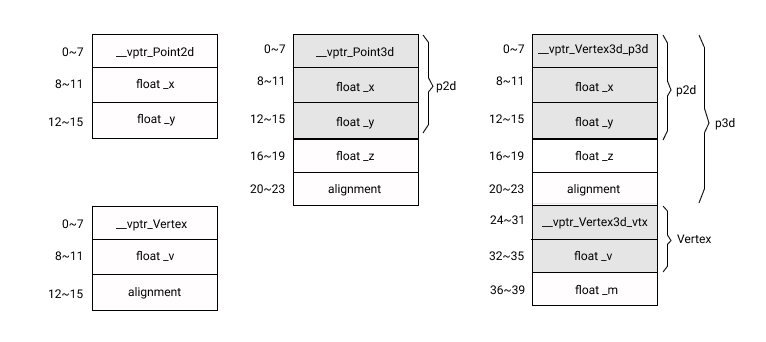 0~7 __vptr_Point2d
8~11 float _x
12~15 float _y
0~7 __vptr_Vertex
8~11 float _v
12~15 alignment
0~7 __vptr_Point3d
8~11 float _x
12~15 float _y
p2d
16~19 float _z
20~23 alignment
0~7 __vptr_Vertex3d_p3d
8~11 float _x
12~15 float _y
p2d
16~19 float _z
20~23 alignment
p3d
24~31 __vptr_Vertex3d_vtx
32~35 float _v
Vertex
36~39 float _m